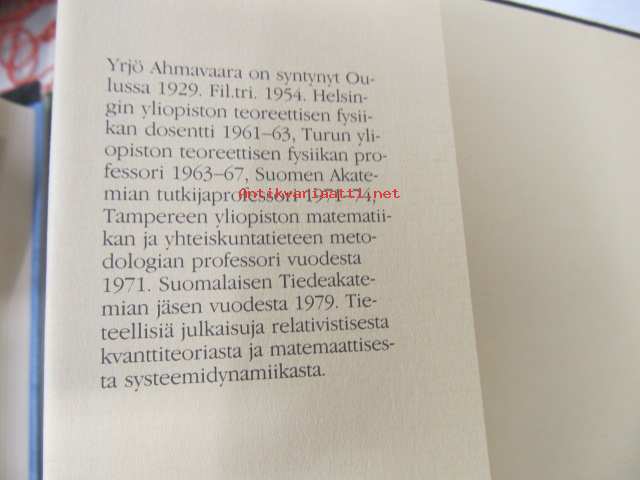 Yrjö Ahmavaara on syntynyt Ou-
lussa 1929. Fil.tri. 1954. Helsin-
gin yliopiston teoreettisen fysii-
kan dosentti 1961–63, Turun yli-
opiston teoreettisen fysiikan pro-
fessori 1963–67, Suomen Akate-
mian tutkijaprofessori 1971–74,
Antikvariaatti.net
Tampereen yliopiston matematii-
kan ja yhteiskuntatieteen meto-
dologian professori vuodesta
1971. Suomalaisen Tiedeakate-
mian jäsen vuodesta 1979. Tie-
teellisiä julkaisuja relativistisesta
kvanttiteoriasta ja matemaattises-
ta systeemidynamiikasta.